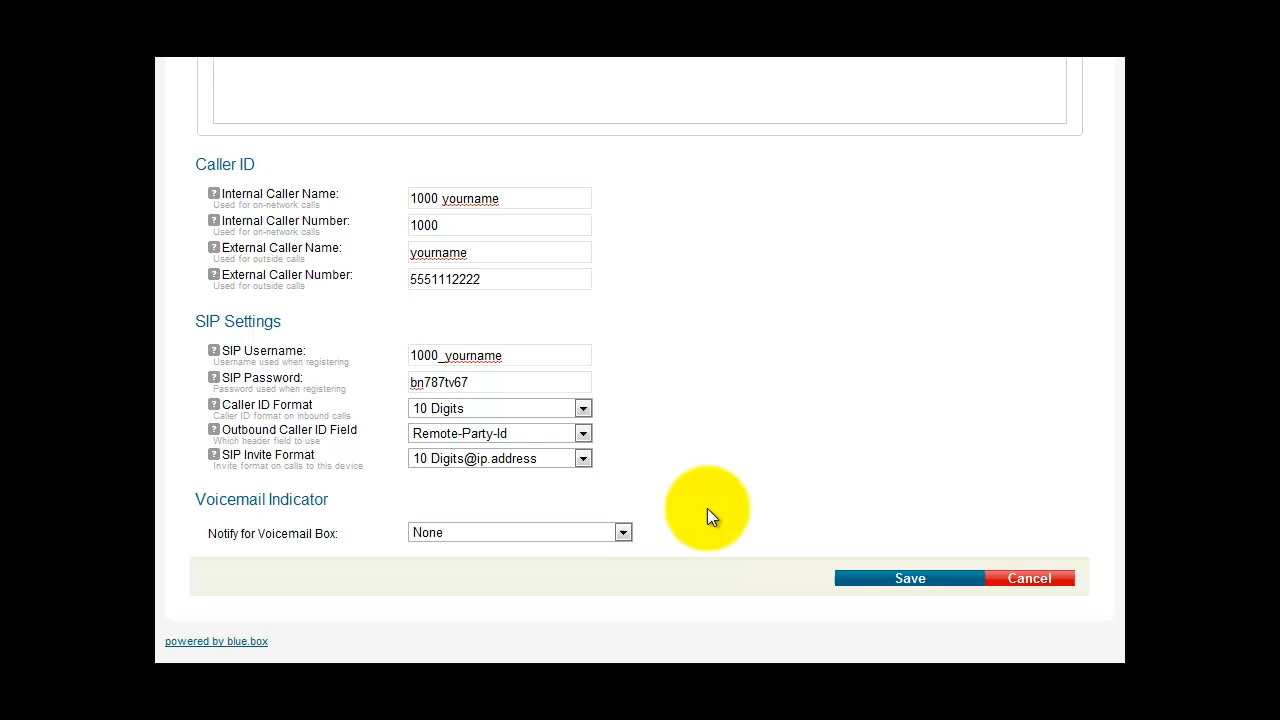 Caller ID
? Internal Caller Name: 1000 yourname
Used for on-network calls
? Internal Caller Number: 1000
Used for on-network calls
? External Caller Name: yourname
Used for outside calls
? External Caller Number: 5551112222
Used for outside calls
SIP Settings
? SIP Username: 1000_yourname
Username used when registering
? SIP Password: bn787tv67
Password used when registering
? Caller ID Format 10 Digits
Caller ID format on inbound calls
? Outbound Caller ID Field Remote-Party-Id
Which header field to use
? SIP Invite Format 10 Digits@ip.address
Invite format on calls to this device
Voicemail Indicator
Notify for Voicemail Box: None
Save Cancel
powered by blue.box